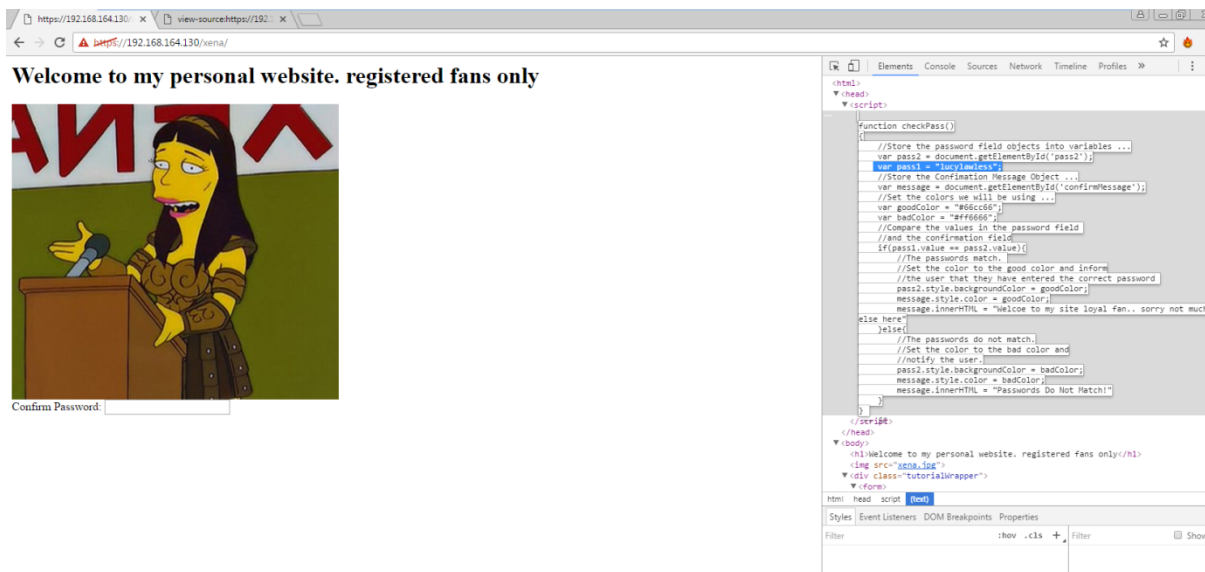 https://192.168.164.130/ x view-source:https://192. x
https://192.168.164.130/xena/
Welcome to my personal website. registered fans only
XENA
Confirm Password:
Elements Console Sources Network Timeline Profiles »
<html>
▼<head>
▼<script>
function checkPass()
{
//Store the password field objects into variables ...
var pass2 = document.getElementById('pass2');
var pass1 = "lucylawless";
//Store the Confimation Message Object ...
var message = document.getElementById('confirmMessage');
//Set the colors we will be using ...
var goodColor = "#66cc66";
var badColor = "#ff6666";
//Compare the values in the password field
//and the confirmation field
if(pass1.value == pass2.value){
//The passwords match.
//Set the color to the good color and inform
//the user that they have entered the correct password
pass2.style.backgroundColor = goodColor;
message.style.color = goodColor;
message.innerHTML = "Welcoe to my site loyal fan.. sorry not much
else here"
}else{
//The passwords do not match.
//Set the color to the bad color and
//notify the user.
pass2.style.backgroundColor = badColor;
message.style.color = badColor;
message.innerHTML = "Passwords Do Not Match!"
}
}
</script>
</head>
▼<body>
<h1>Welcome to my personal website. registered fans only</h1>
<img src="xena.jpg">
▼<div class="tutorialWrapper">
▼<form>
html head script (text)
Styles Event Listeners DOM Breakpoints Properties
Filter :hov .cls + Filter Show